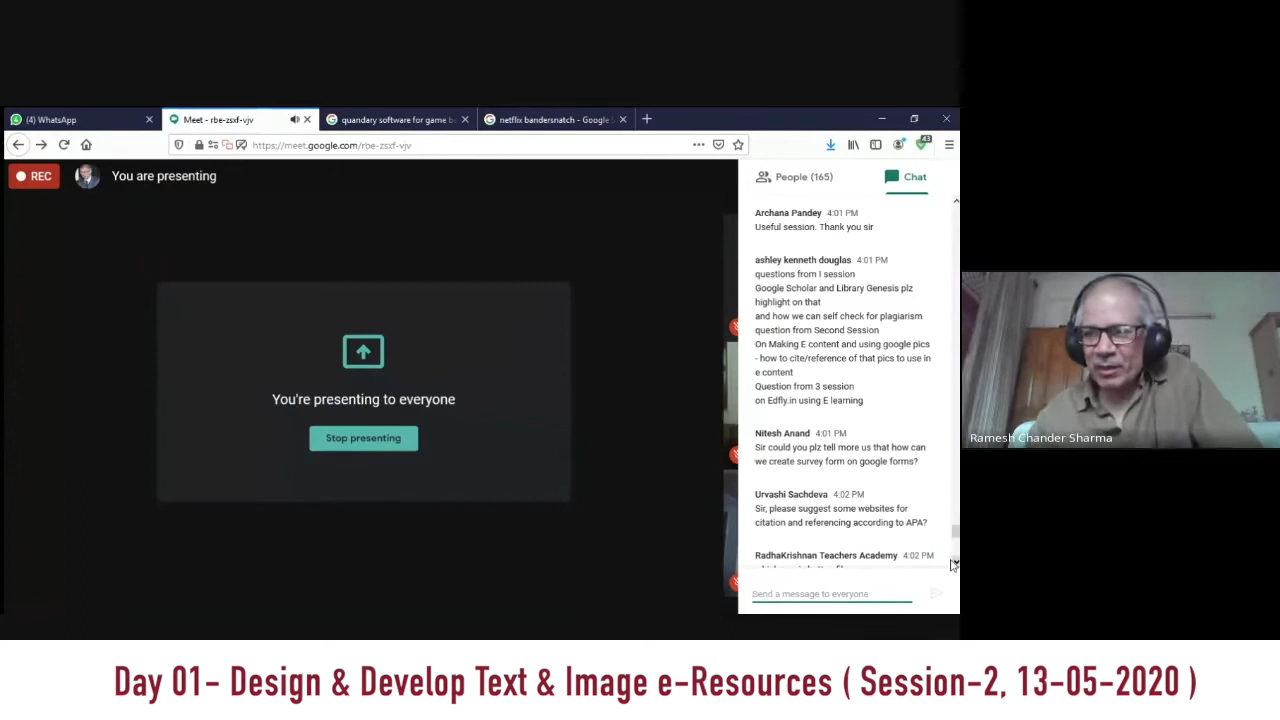 (4) WhatsApp
Meet - rbe-zsxf-vjv
quandary software for game b
netflix bandersnatch - Google S
https://meet.google.com/rbe-zsxf-vjv
43
REC
You are presenting
People (165)
Chat
Archana Pandey 4:01 PM
Useful session. Thank you sir
ashley kenneth douglas 4:01 PM
questions from I session
Google Scholar and Library Genesis plz
highlight on that
and how we can self check for plagiarism
question from Second Session
On Making E content and using google pics
- how to cite/reference of that pics to use in
e content
Question from 3 session
on Edfly.in using E learning
Nitesh Anand 4:01 PM
Sir could you plz tell more us that how can
we create survey form on google forms?
Urvashi Sachdeva 4:02 PM
Sir, please suggest some websites for
citation and referencing according to APA?
RadhaKrishnan Teachers Academy 4:02 PM
Send a message to everyone
You're presenting to everyone
Stop presenting
Ramesh Chander Sharma
Day 01- Design & Develop Text & Image e-Resources ( Session-2, 13-05-2020 )